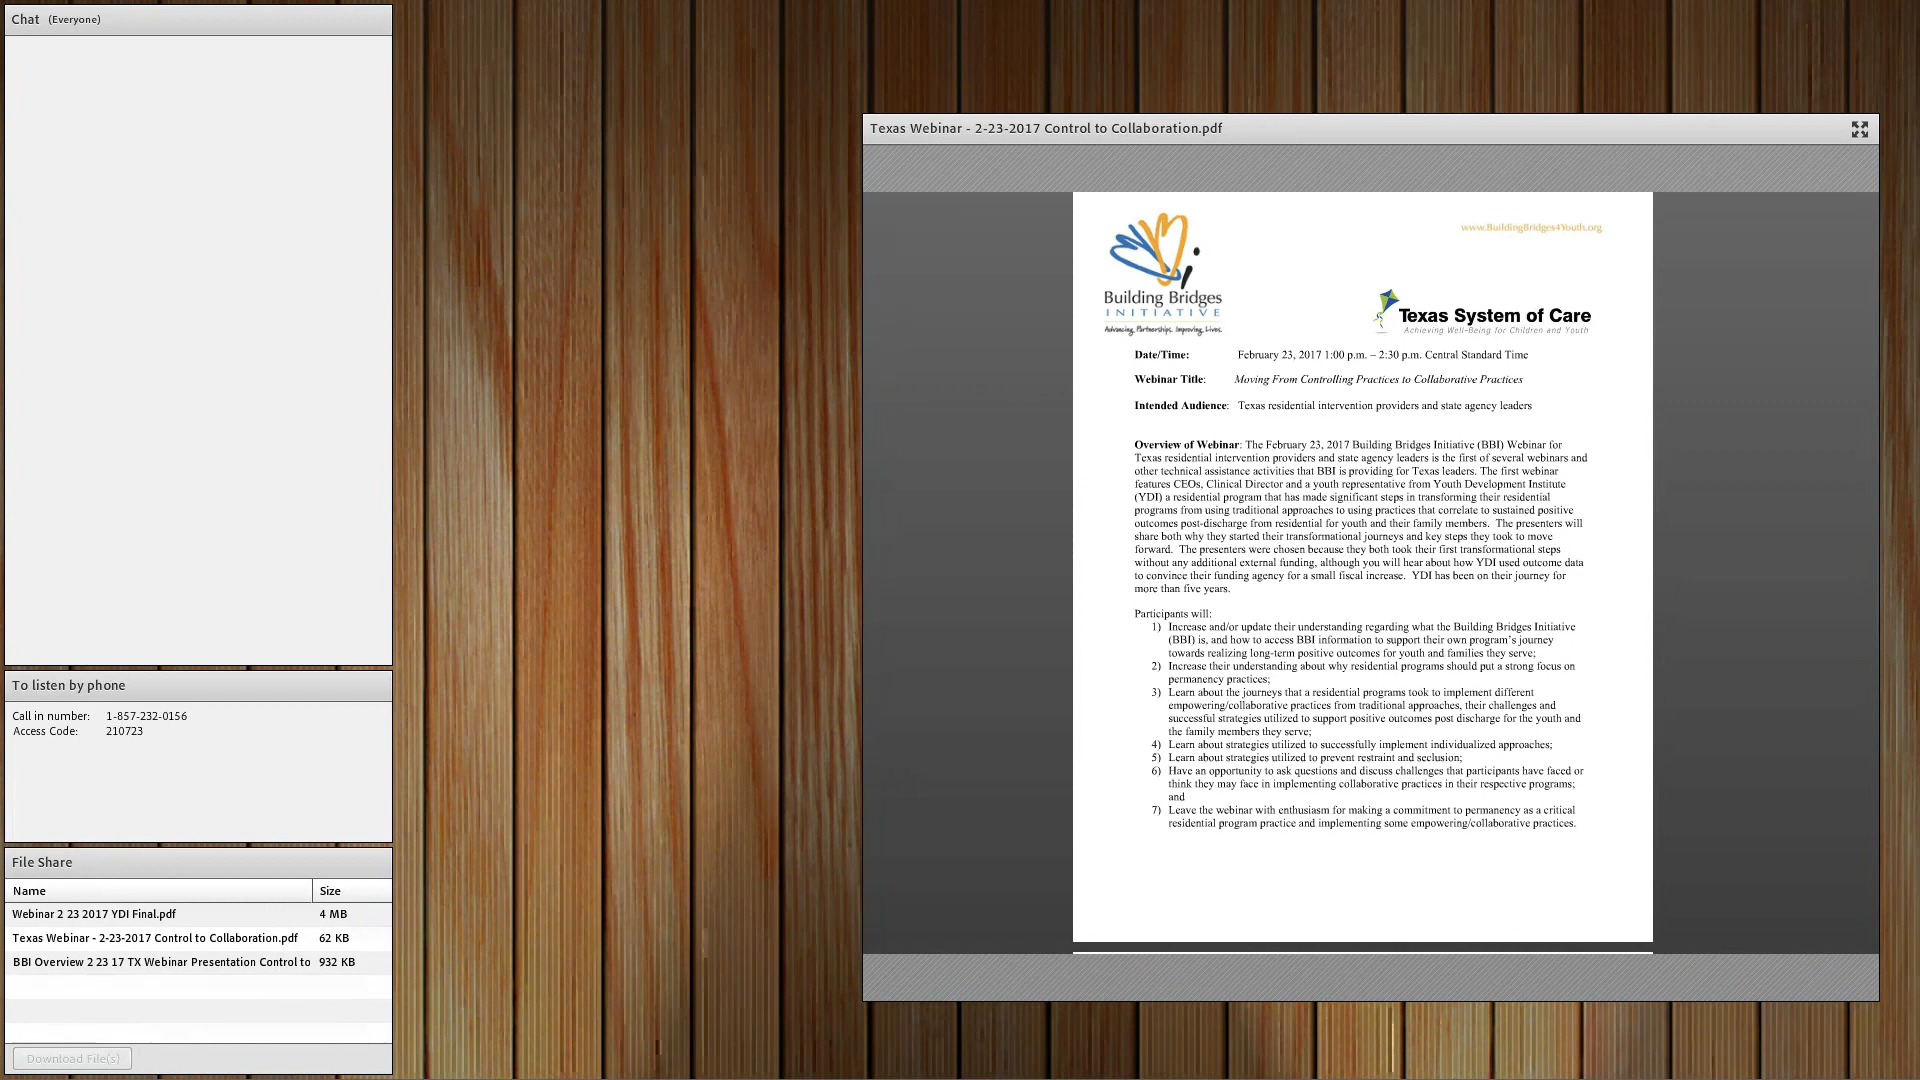 Chat (Everyone)
To listen by phone
Call in number: 1-857-232-0156
Access Code: 210723
File Share
Name Size
Webinar 2 23 2017 YDI Final.pdf 4 MB
Texas Webinar - 2-23-2017 Control to Collaboration.pdf 62 KB
BBI Overview 2 23 17 TX Webinar Presentation Control to 932 KB
Download File(s)
Texas Webinar - 2-23-2017 Control to Collaboration.pdf
www.BuildingBridges4Youth.org
Building Bridges
INITIATIVE
Advancing Partnerships. Improving Lives.
Texas System of Care
Achieving Well-Being for Children and Youth
Date/Time: February 23, 2017 1:00 p.m. – 2:30 p.m. Central Standard Time
Webinar Title: Moving From Controlling Practices to Collaborative Practices
Intended Audience: Texas residential intervention providers and state agency leaders
Overview of Webinar: The February 23, 2017 Building Bridges Initiative (BBI) Webinar for
Texas residential intervention providers and state agency leaders is the first of several webinars and
other technical assistance activities that BBI is providing for Texas leaders. The first webinar
features CEOs, Clinical Director and a youth representative from Youth Development Institute
(YDI) a residential program that has made significant steps in transforming their residential
programs from using traditional approaches to using practices that correlate to sustained positive
outcomes post-discharge from residential for youth and their family members. The presenters will
share both why they started their transformational journeys and key steps they took to move
forward. The presenters were chosen because they both took their first transformational steps
without any additional external funding, although you will hear about how YDI used outcome data
to convince their funding agency for a small fiscal increase. YDI has been on their journey for
more than five years.
Participants will:
1) Increase and/or update their understanding regarding what the Building Bridges Initiative
(BBI) is, and how to access BBI information to support their own program's journey
towards realizing long-term positive outcomes for youth and families they serve;
2) Increase their understanding about why residential programs should put a strong focus on
permanency practices;
3) Learn about the journeys that a residential programs took to implement different
empowering/collaborative practices from traditional approaches, their challenges and
successful strategies utilized to support positive outcomes post discharge for the youth and
the family members they serve;
4) Learn about strategies utilized to successfully implement individualized approaches;
5) Learn about strategies utilized to prevent restraint and seclusion;
6) Have an opportunity to ask questions and discuss challenges that participants have faced or
think they may face in implementing collaborative practices in their respective programs;
and
7) Leave the webinar with enthusiasm for making a commitment to permanency as a critical
residential program practice and implementing some empowering/collaborative practices.